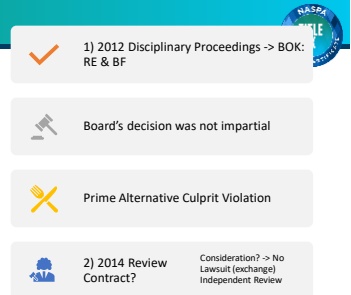 NASPA
1) 2012 Disciplinary Proceedings -> BOK:
RE & BF
Board's decision was not impartial
Prime Alternative Culprit Violation
2) 2014 Review
Contract?
Consideration? -> No
Lawsuit (exchange)
Independent Review